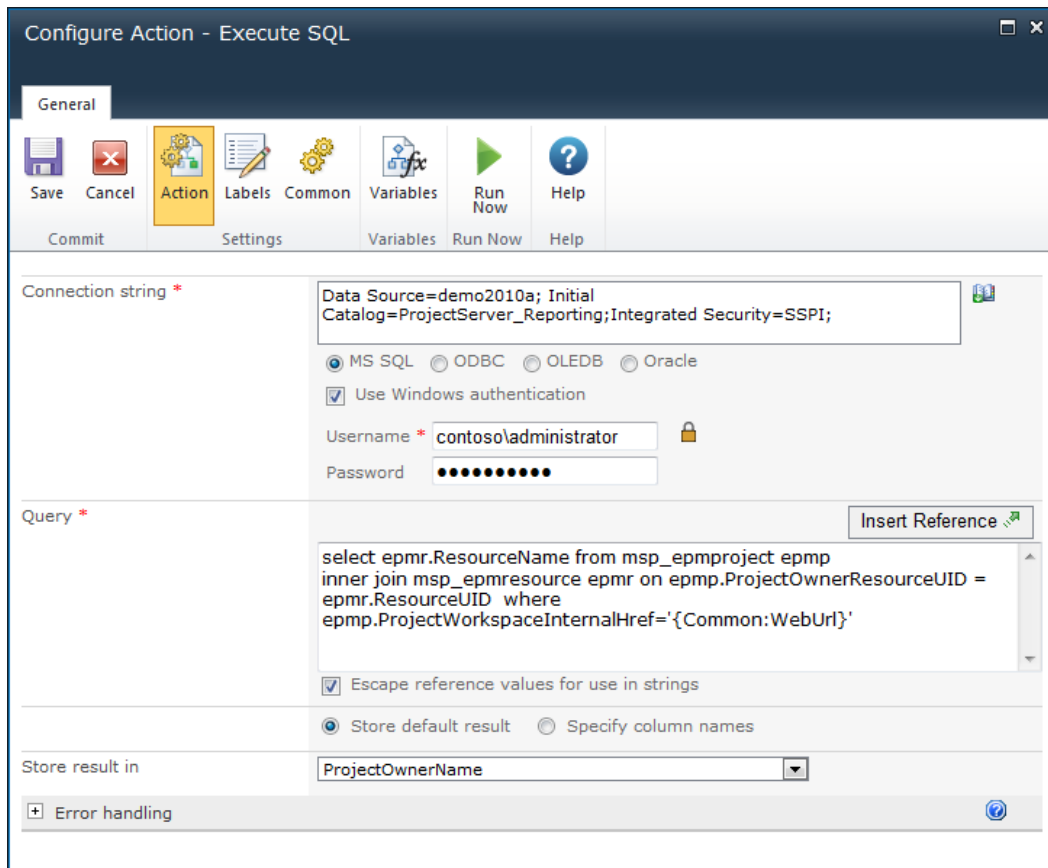 Configure Action - Execute SQL
General
Save
Cancel
Action
Labels
Common
Variables
Run
Now
Help
Commit
Settings
Variables
Run Now
Help
Connection string *
Data Source=demo2010a; Initial
Catalog=ProjectServer_Reporting;Integrated Security=SSPI;
MS SQL ODBC OLEDB Oracle
Use Windows authentication
Username * contoso\administrator
Password ●●●●●●●●●●
Query *
Insert Reference
select epmr.ResourceName from msp_epmproject epmp
inner join msp_epmresource epmr on epmp.ProjectOwnerResourceUID =
epmr.ResourceUID  where
epmp.ProjectWorkspaceInternalHref='{Common:WebUrl}'
Escape reference values for use in strings
Store default result Specify column names
Store result in
ProjectOwnerName
Error handling